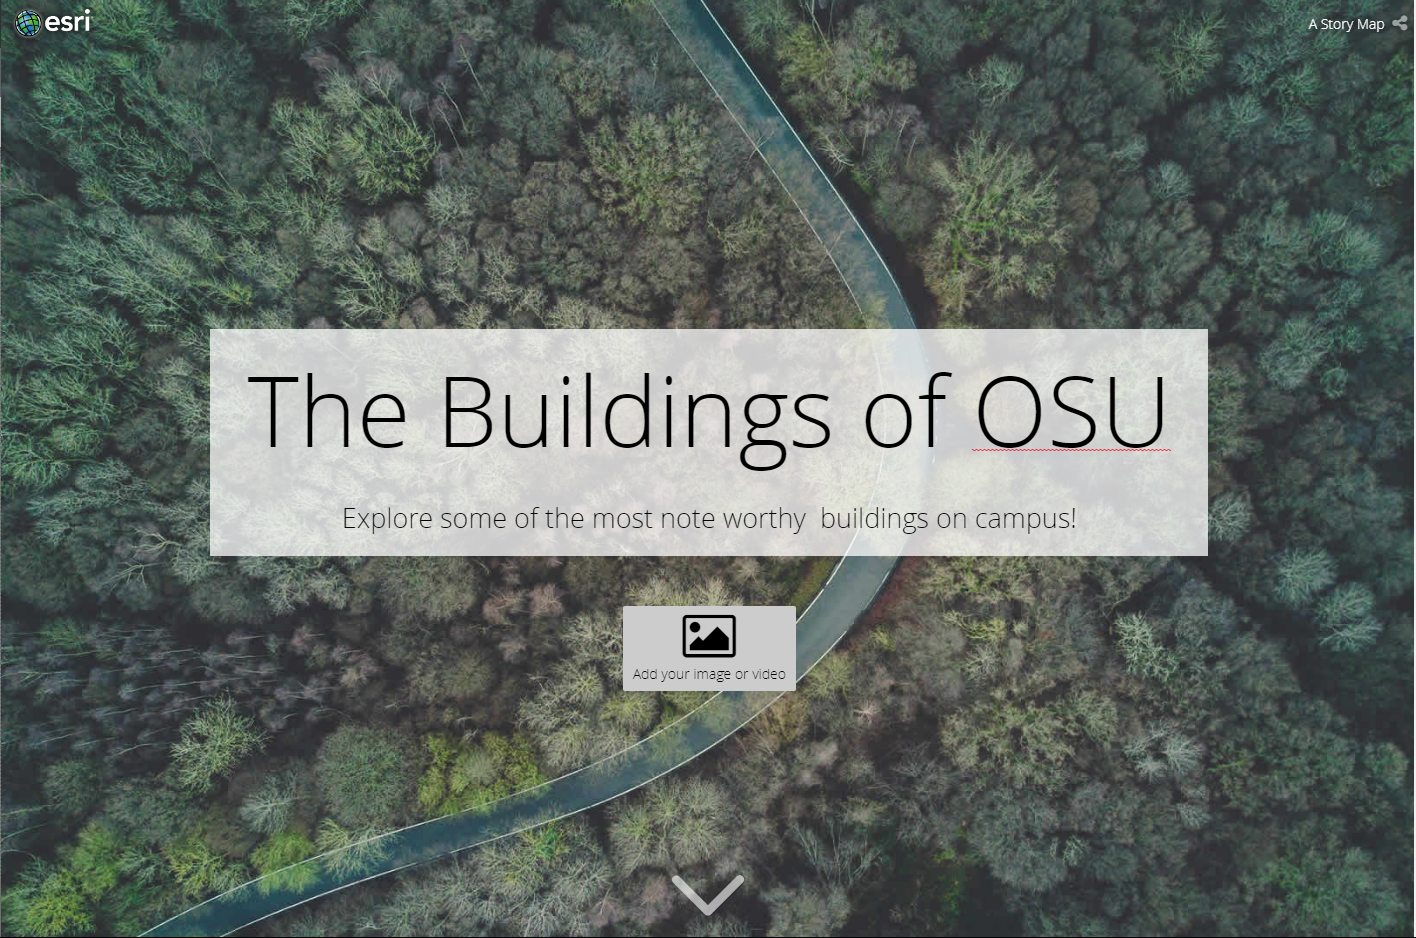 esri
A Story Map
The Buildings of OSU
Explore some of the most note worthy  buildings on campus!
Add your image or video